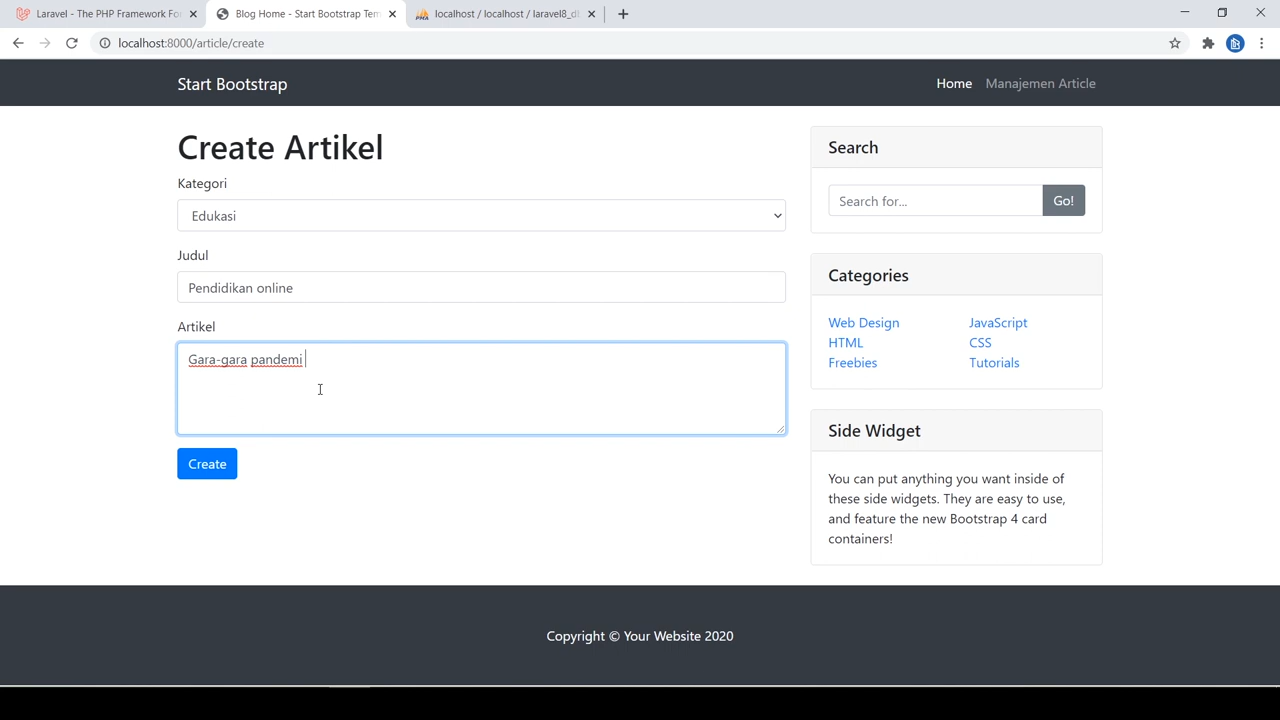 Laravel - The PHP Framework Fo
Blog Home - Start Bootstrap Tem
localhost / localhost / laravel8_db
localhost:8000/article/create
Start Bootstrap
Home
Manajemen Article
Create Artikel
Kategori
Edukasi
Judul
Pendidikan online
Artikel
Gara-gara pandemi
Create
Search
Search for...
Go!
Categories
Web Design
JavaScript
HTML
CSS
Freebies
Tutorials
Side Widget
You can put anything you want inside of
these side widgets. They are easy to use,
and feature the new Bootstrap 4 card
containers!
Copyright © Your Website 2020